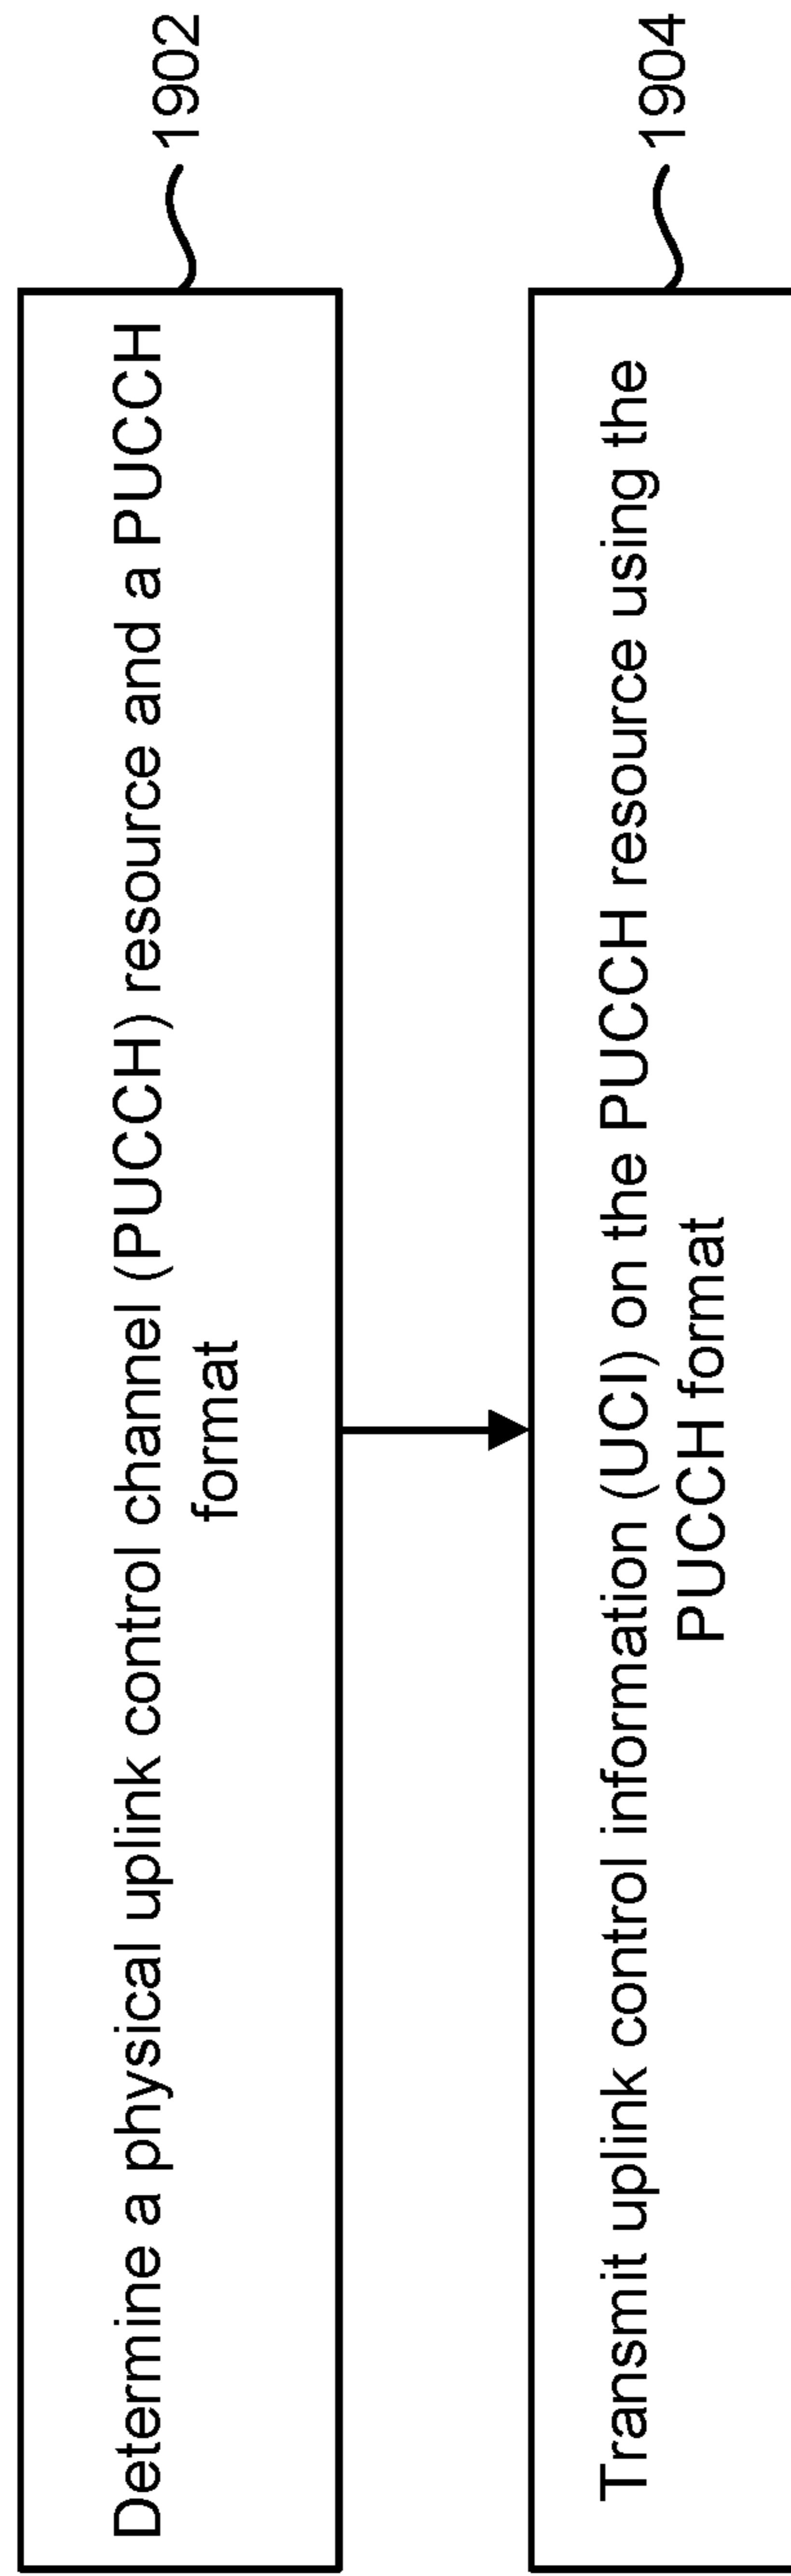 Determine a physical uplink control channel (PUCCH) resource and a PUCCH
format
1902
Transmit uplink control information (UCI) on the PUCCH resource using the
PUCCH format
1904